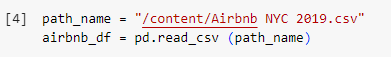 [4] path_name = "/content/Airbnb NYC 2019.csv"
airbnb_df = pd.read_csv (path_name)